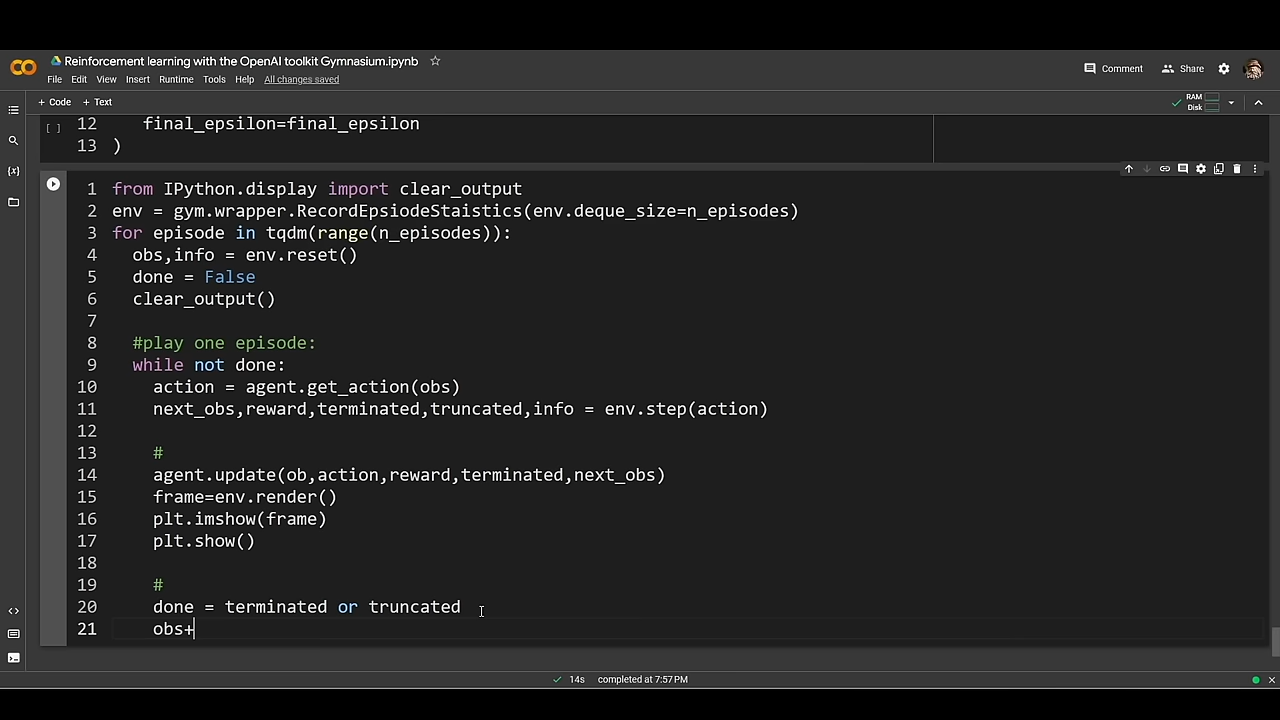 Reinforcement learning with the OpenAI toolkit Gymnasium.ipynb
File Edit View Insert Runtime Tools Help All changes saved
Comment Share
+ Code + Text
RAM
Disk
[ ] 12 final_epsilon=final_epsilon
13 )
1 from IPython.display import clear_output
2 env = gym.wrapper.RecordEpsiodeStaistics(env.deque_size=n_episodes)
3 for episode in tqdm(range(n_episodes)):
4 obs,info = env.reset()
5 done = False
6 clear_output()
7
8 #play one episode:
9 while not done:
10 action = agent.get_action(obs)
11 next_obs,reward,terminated,truncated,info = env.step(action)
12
13 #
14 agent.update(ob,action,reward,terminated,next_obs)
15 frame=env.render()
16 plt.imshow(frame)
17 plt.show()
18
19 #
20 done = terminated or truncated
21 obs+
14s completed at 7:57 PM